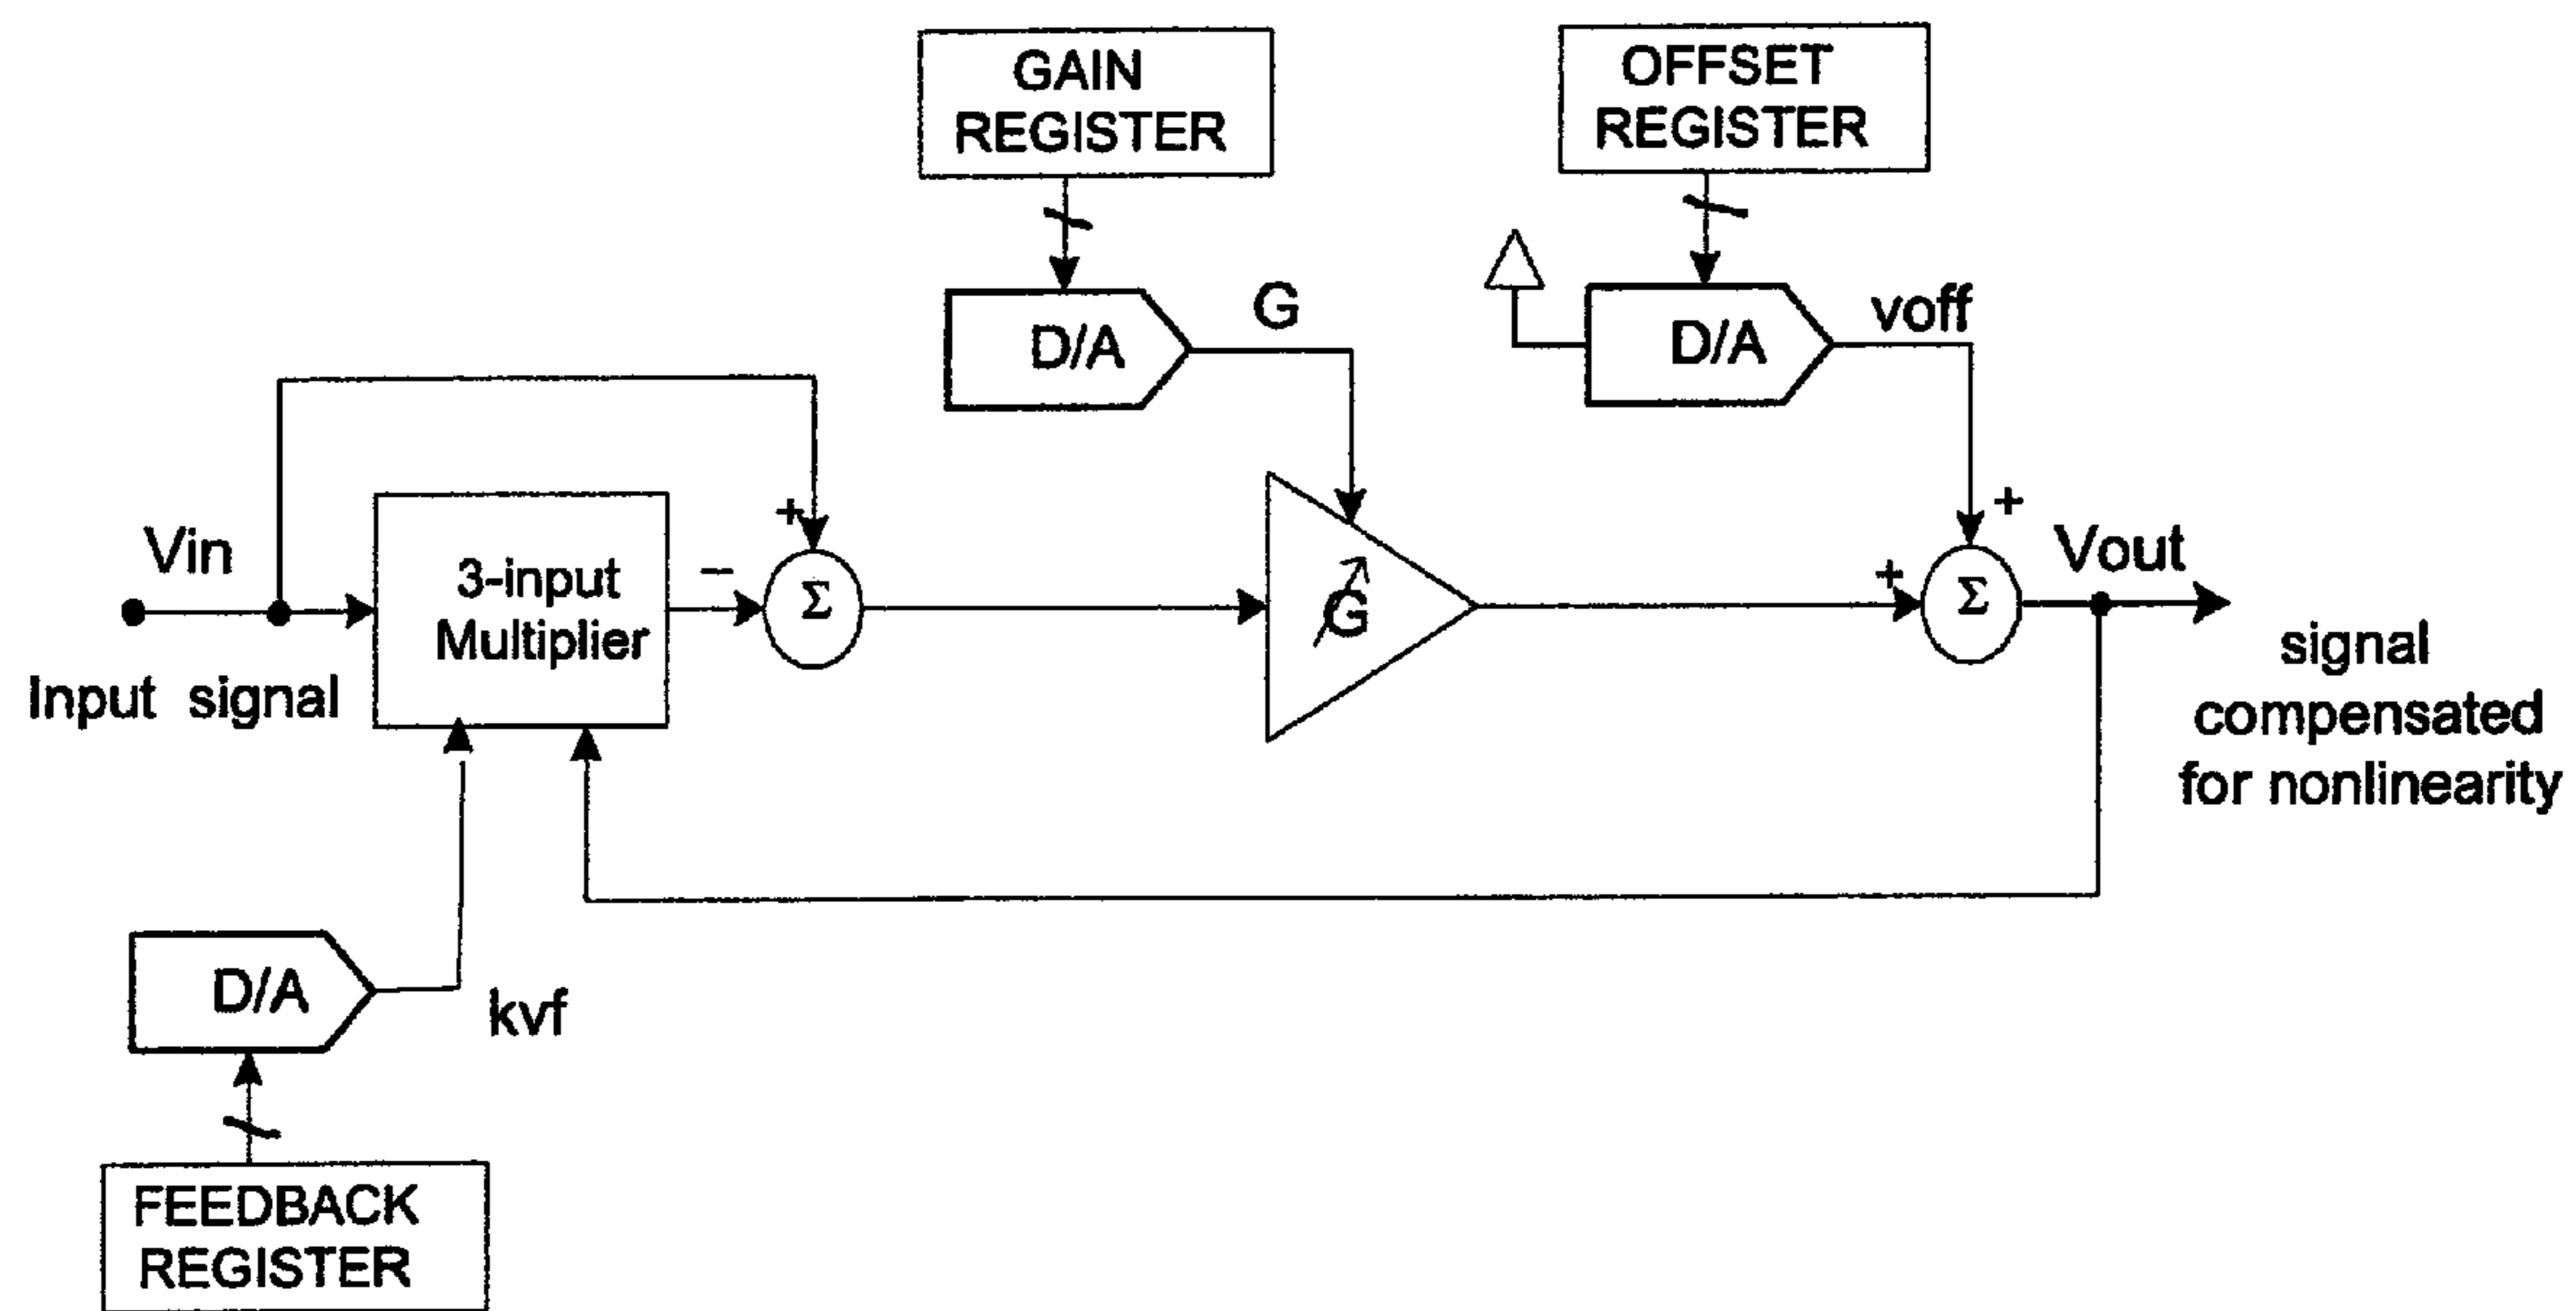 GAIN
REGISTER
OFFSET
REGISTER
D/A
G
D/A
voff
+
+
Vin
3-input
Multiplier
–
Σ
G
+
Σ
Vout
Input signal
signal
compensated
for nonlinearity
D/A
kvf
FEEDBACK
REGISTER